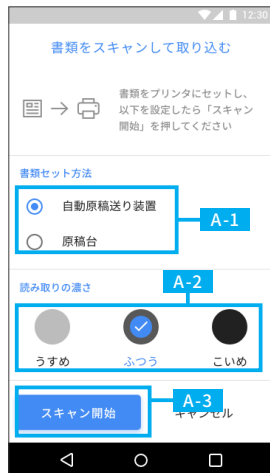 12:30
書類をスキャンして取り込む
書類をプリンタにセットし、
以下を設定したら「スキャン
開始」を押してください
書類セット方法
自動原稿送り装置
A-1
原稿台
読み取りの濃さ
A-2
うすめ
ふつう
こいめ
A-3
スキャン開始
キャンセル